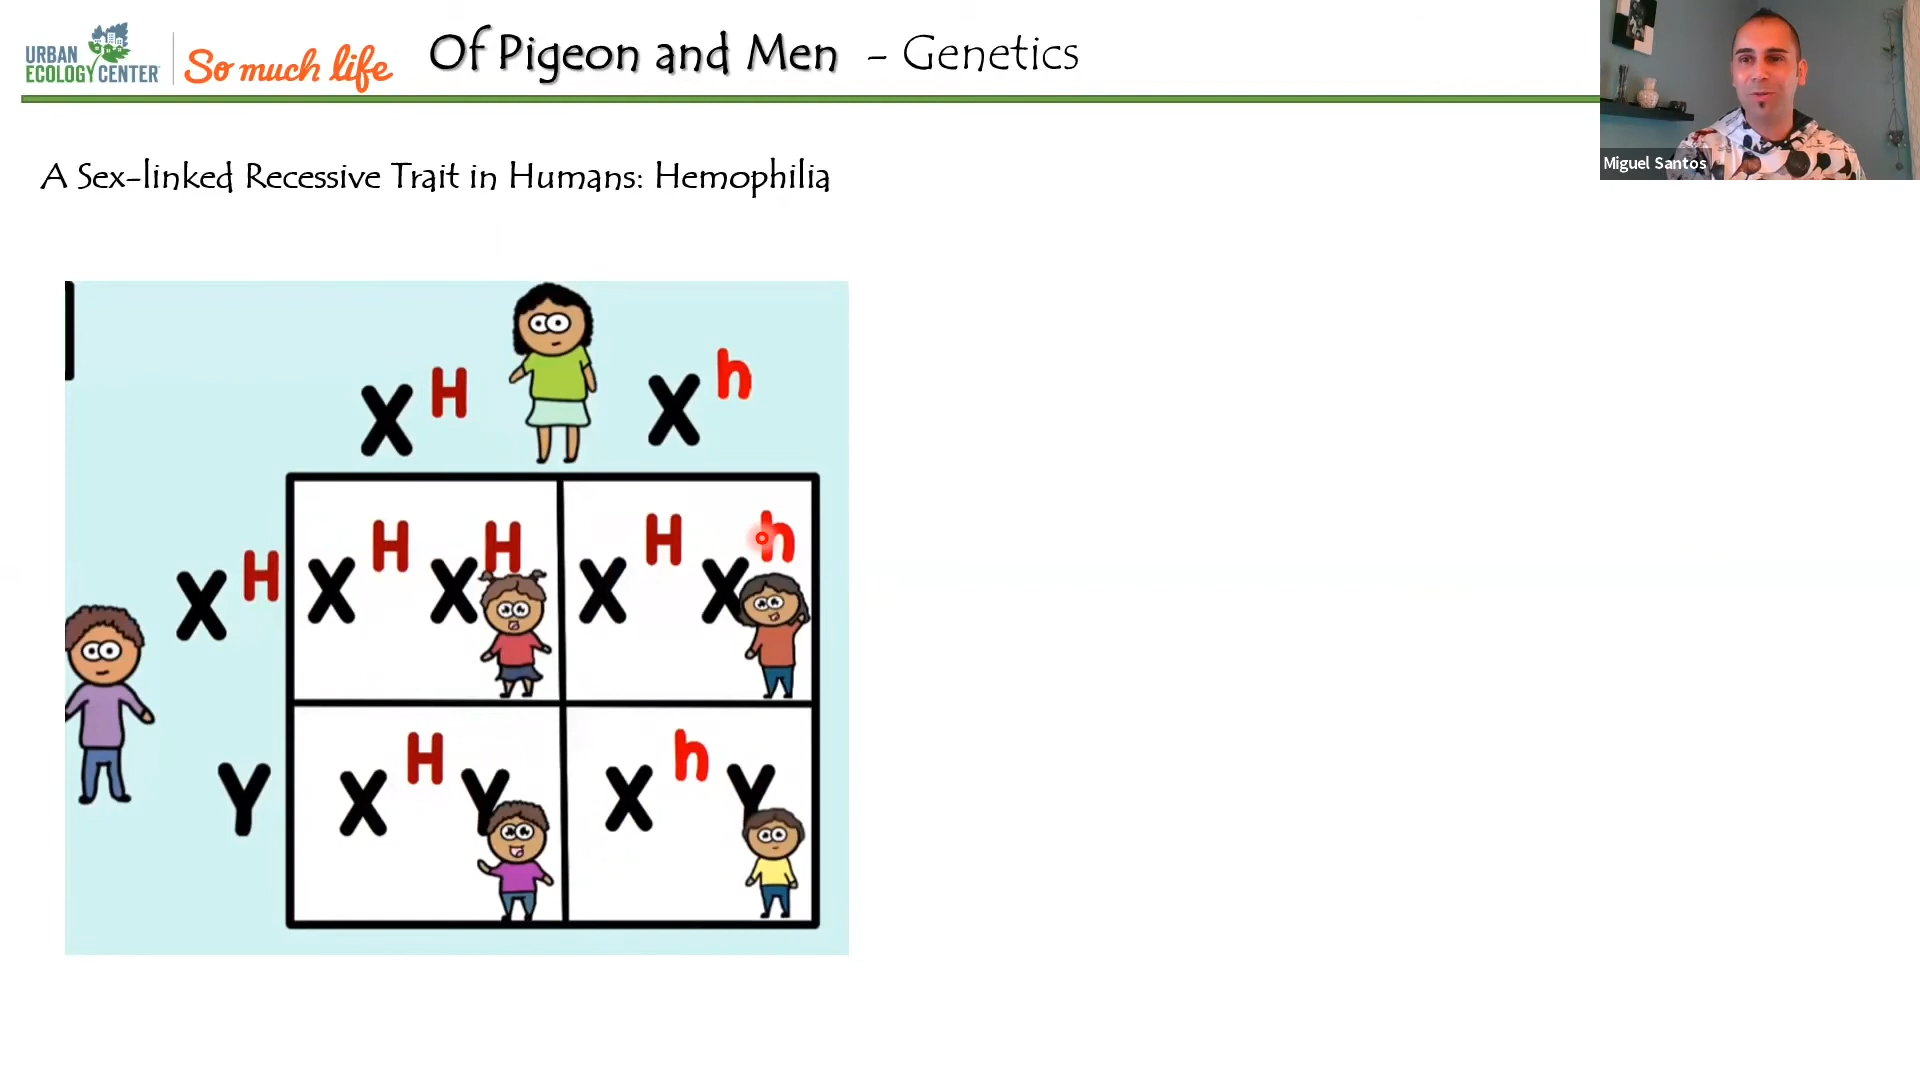 URBAN
ECOLOGY CENTER
So much life
Of Pigeon and Men - Genetics
Miguel Santos
A Sex-linked Recessive Trait in Humans: Hemophilia
X H X h
X H X H X H X H X h
Y X H Y X h Y